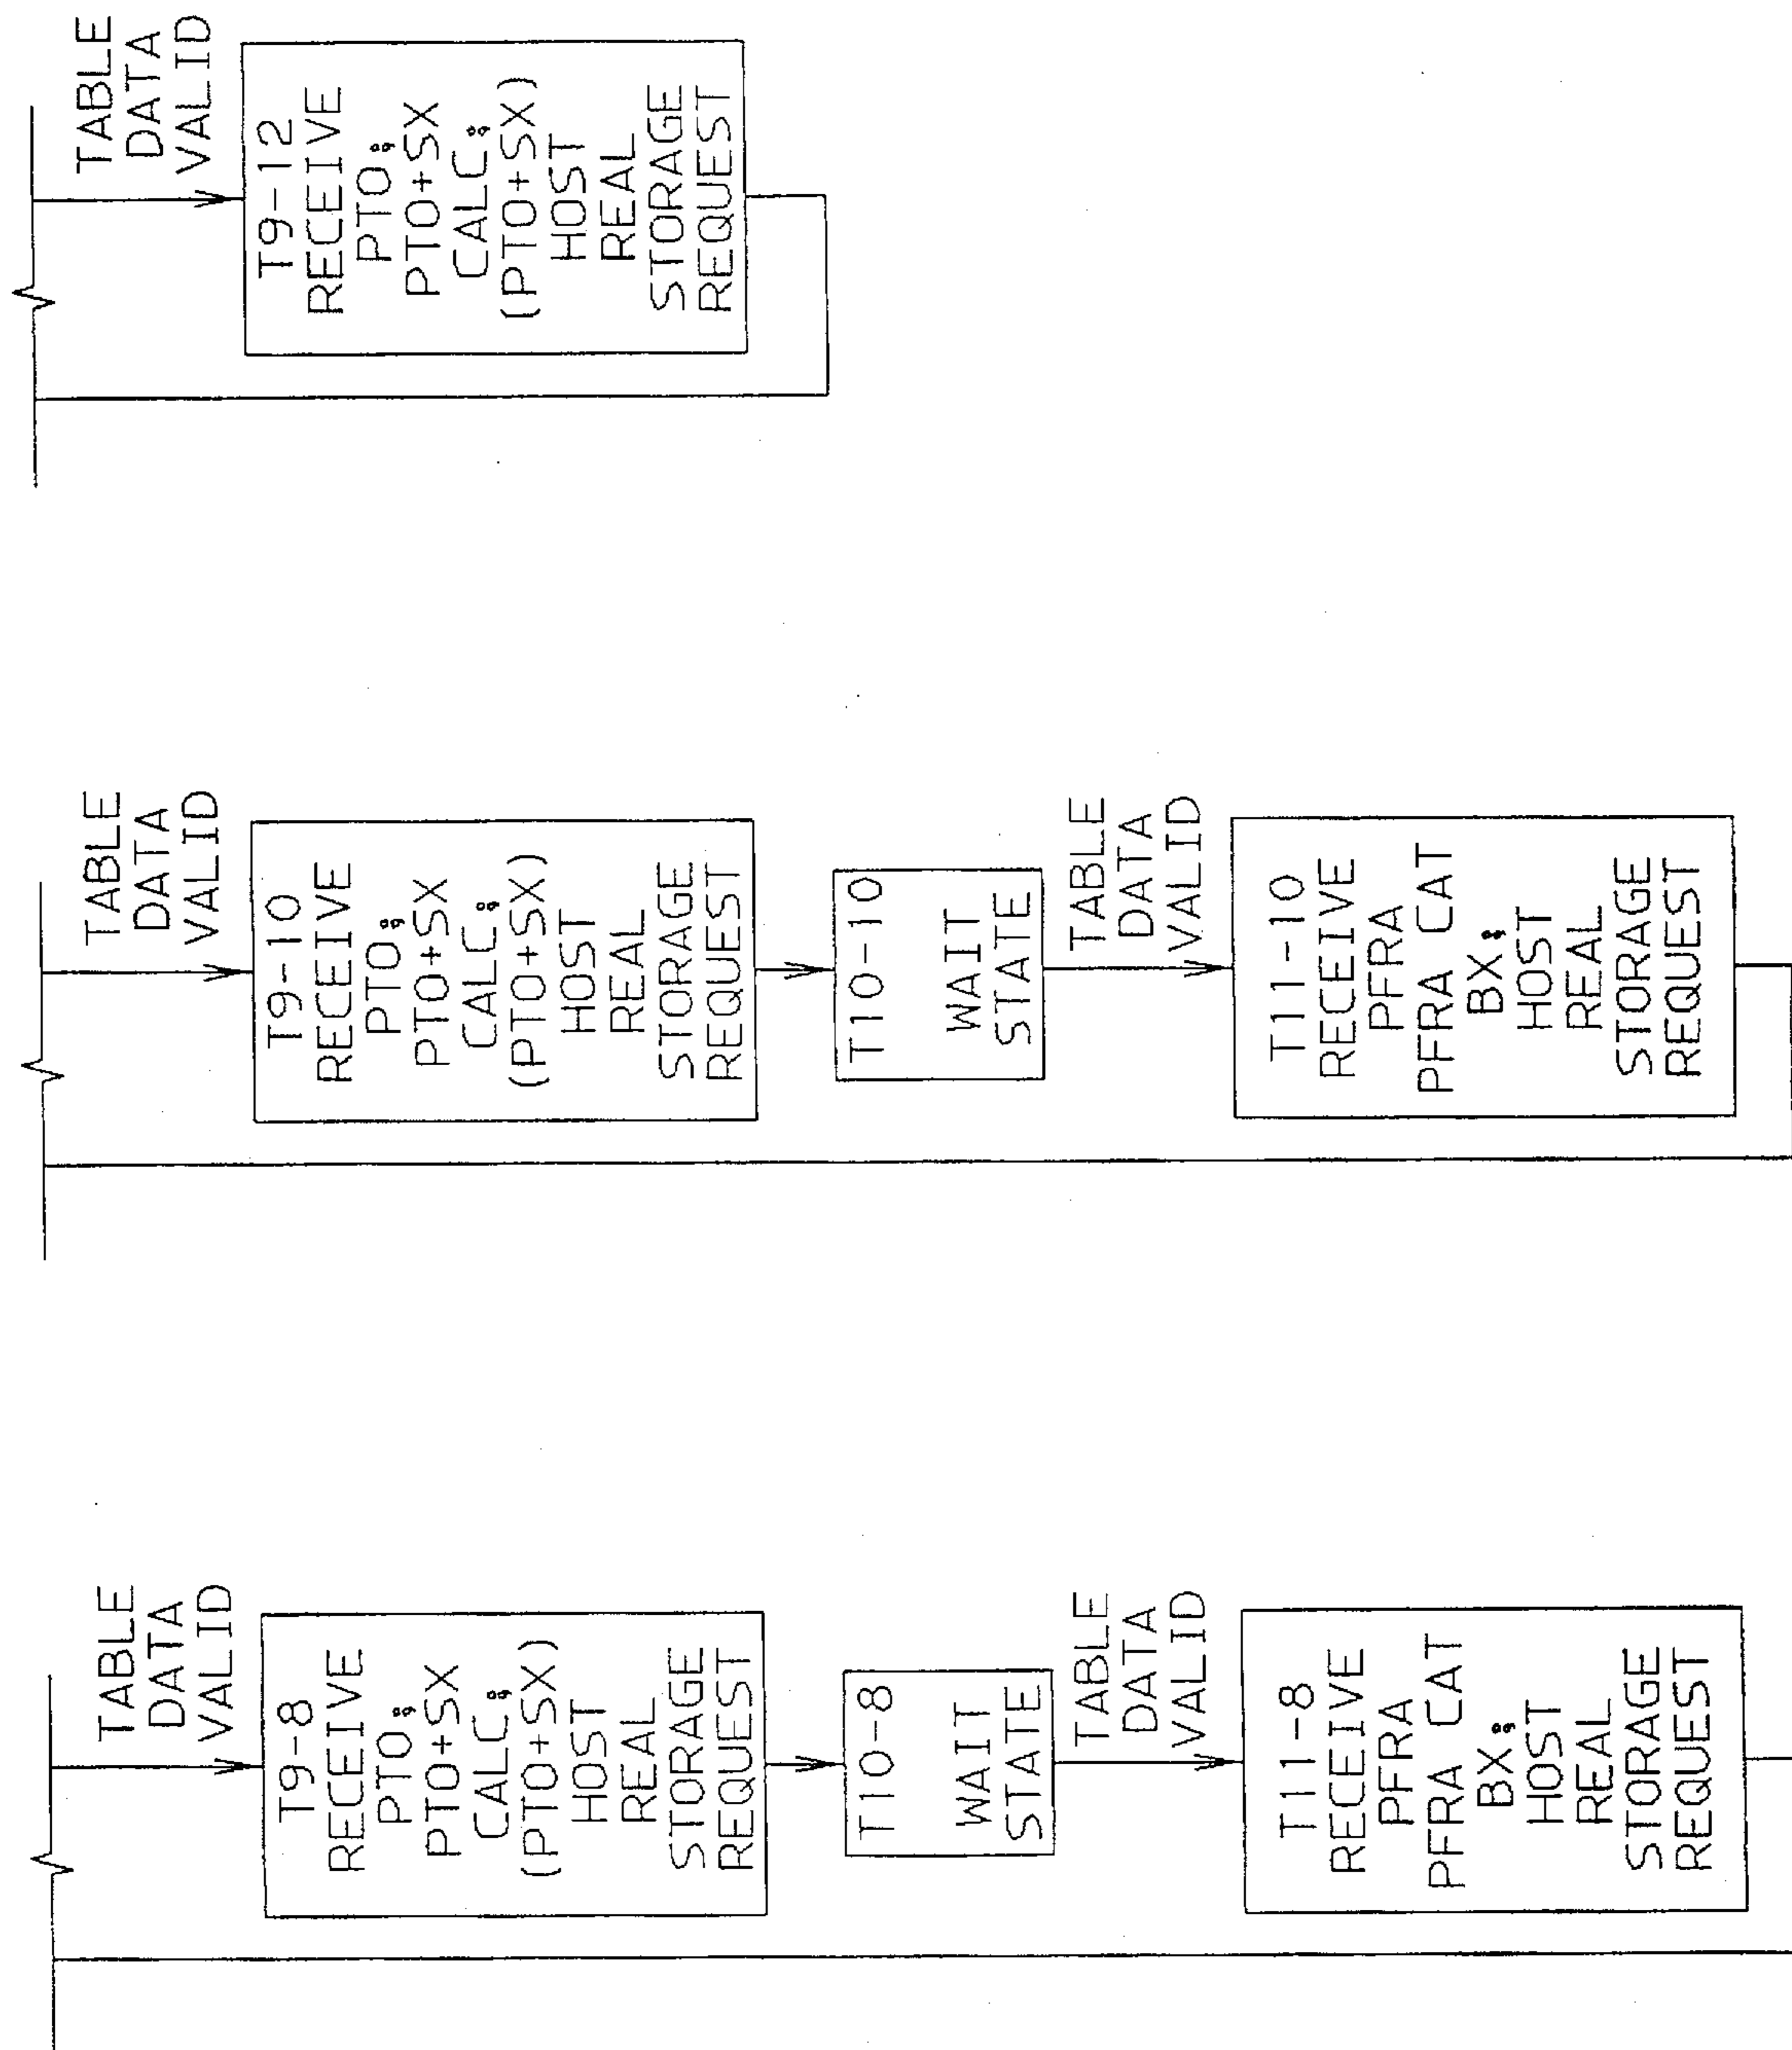 TABLE
DATA
VALID
T9-8
RECEIVE
PTO;
PTO+SX
CALC;
(PTO+SX)
HOST
REAL
STORAGE
REQUEST
T10-8
WAIT
STATE
TABLE
DATA
VALID
T11-8
RECEIVE
PFRA
PFRA CAT
BX;
HOST
REAL
STORAGE
REQUEST
TABLE
DATA
VALID
T9-10
RECEIVE
PTO;
PTO+SX
CALC;
(PTO+SX)
HOST
REAL
STORAGE
REQUEST
T10-10
WAIT
STATE
TABLE
DATA
VALID
T11-10
RECEIVE
PFRA
PFRA CAT
BX;
HOST
REAL
STORAGE
REQUEST
TABLE
DATA
VALID
T9-12
RECEIVE
PTO;
PTO+SX
CALC;
(PTO+SX)
HOST
REAL
STORAGE
REQUEST